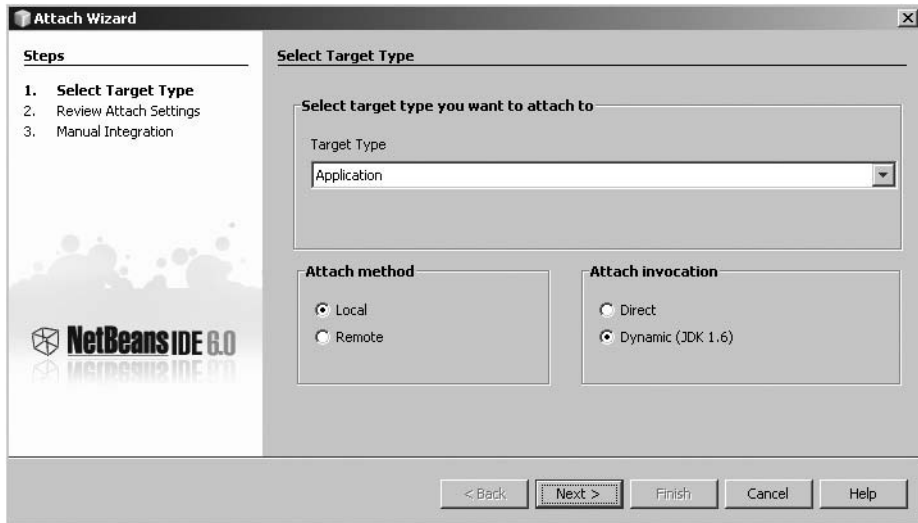 Attach Wizard
Steps
1. Select Target Type
2. Review Attach Settings
3. Manual Integration
NetBeans IDE 6.0
Select Target Type
Select target type you want to attach to
Target Type
Application
Attach method
Local
Remote
Attach invocation
Direct
Dynamic (JDK 1.6)
< Back
Next >
Finish
Cancel
Help